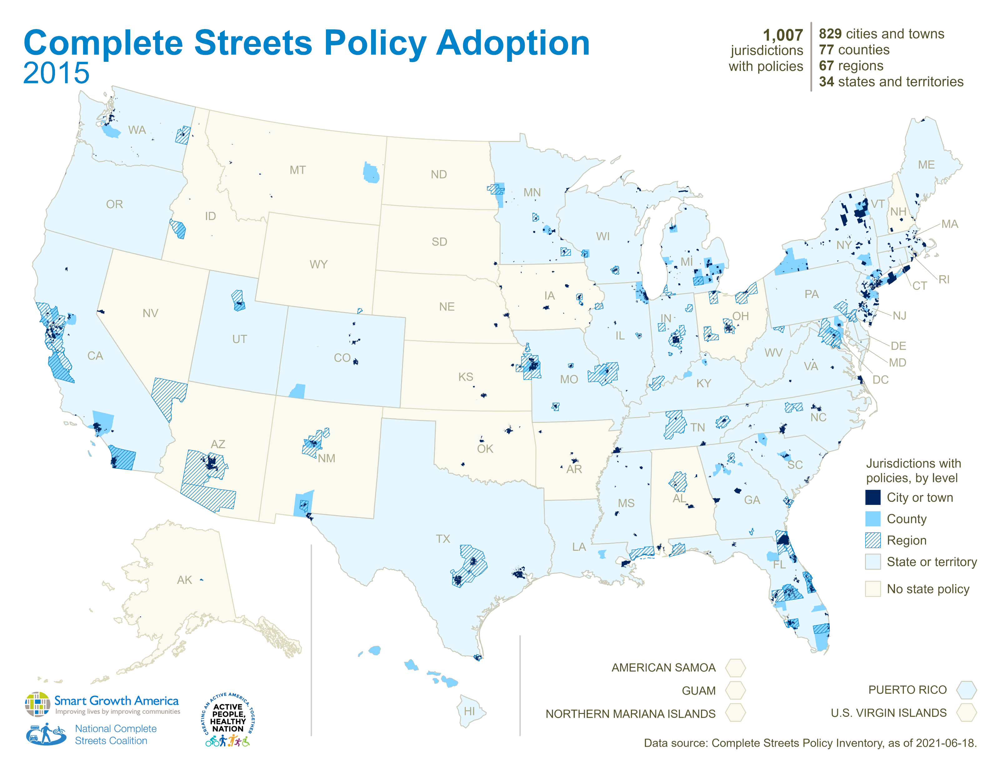 Complete Streets Policy Adoption
2015
1,007
jurisdictions
with policies
829 cities and towns
77 counties
67 regions
34 states and territories
WA
MT
ND
MN
ME
OR
ID
SD
WI
MI
NY
VT
NH
MA
WY
IA
NE
PA
CT
RI
NV
UT
CO
CA
KS
MO
IL
IN
OH
WV
VA
KY
NJ
DE
MD
DC
AZ
NM
OK
AR
TN
NC
SC
MS
AL
GA
TX
LA
FL
AK
HI
Jurisdictions with
policies, by level
City or town
County
Region
State or territory
No state policy
AMERICAN SAMOA
GUAM
NORTHERN MARIANA ISLANDS
PUERTO RICO
U.S. VIRGIN ISLANDS
Smart Growth America
Improving lives by improving communities
National Complete
Streets Coalition
CREATING AN ACTIVE AMERICA, TOGETHER
ACTIVE
PEOPLE,
HEALTHY
NATION
Data source: Complete Streets Policy Inventory, as of 2021-06-18.